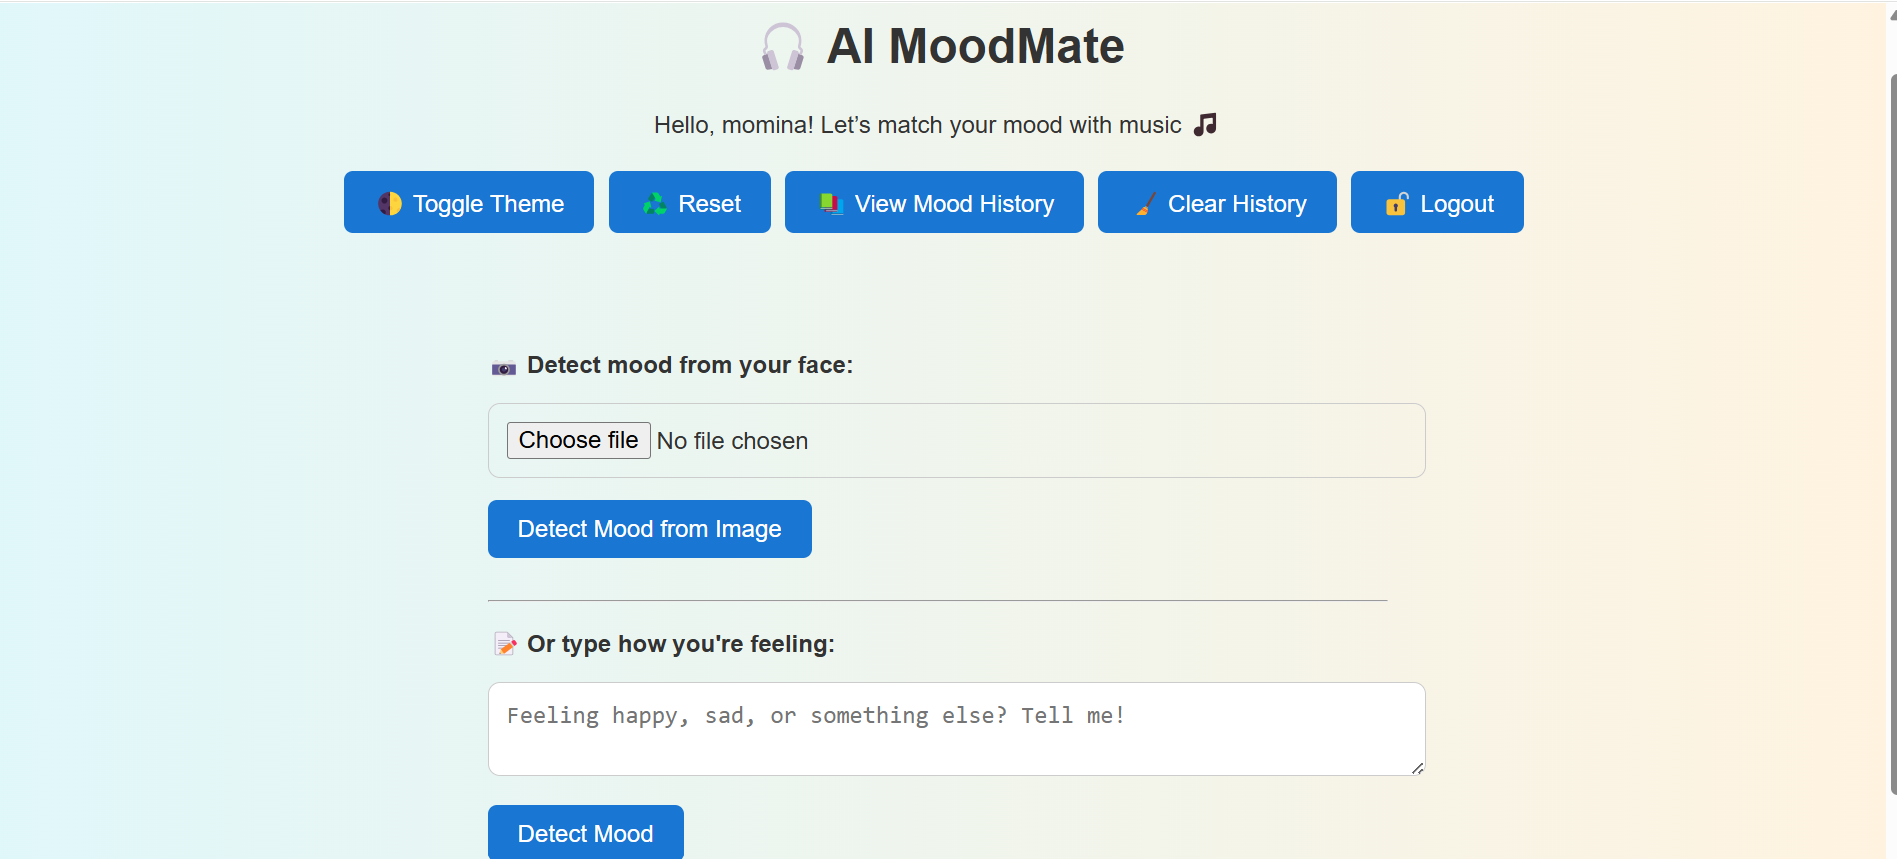 AI MoodMate
Hello, momina! Let’s match your mood with music
Toggle Theme Reset View Mood History Clear History Logout
Detect mood from your face:
Choose file No file chosen
Detect Mood from Image
Or type how you're feeling:
Feeling happy, sad, or something else? Tell me!
Detect Mood